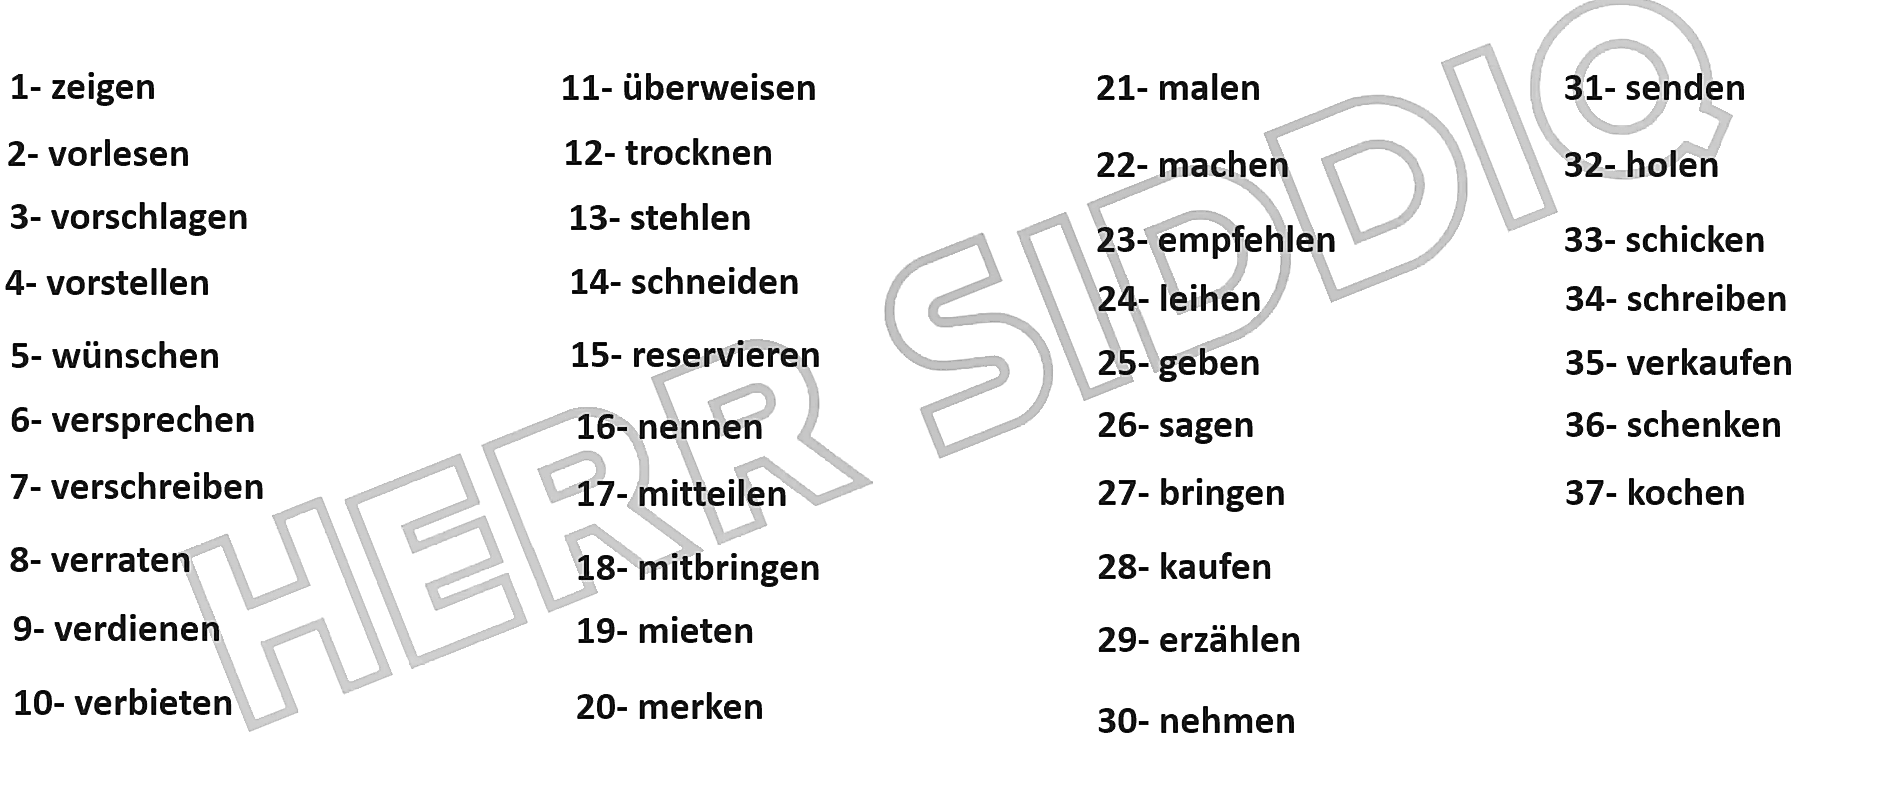 1- zeigen
2- vorlesen
3- vorschlagen
4- vorstellen
5- wünschen
6- versprechen
7- verschreiben
8- verraten
9- verdienen
10- verbieten
11- überweisen
12- trocknen
13- stehlen
14- schneiden
15- reservieren
16- nennen
17- mitteilen
18- mitbringen
19- mieten
20- merken
21- malen
22- machen
23- empfehlen
24- leihen
25- geben
26- sagen
27- bringen
28- kaufen
29- erzählen
30- nehmen
31- senden
32- holen
33- schicken
34- schreiben
35- verkaufen
36- schenken
37- kochen
HERR SIDDIQ